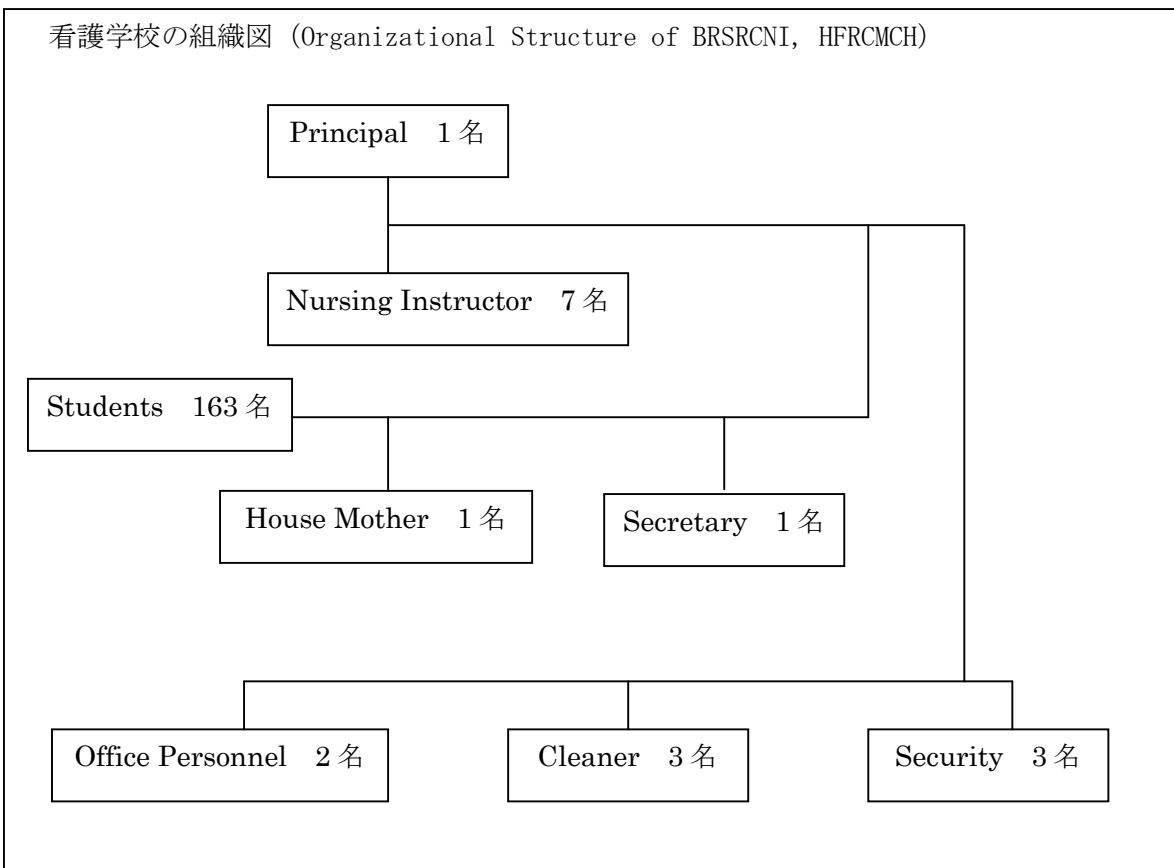 看護学校の組織図 (Organizational Structure of BRSRCNI, HFRCMCH)
Principal 1名
Nursing Instructor 7名
Students 163名
House Mother 1名
Secretary 1名
Office Personnel 2名
Cleaner 3名
Security 3名